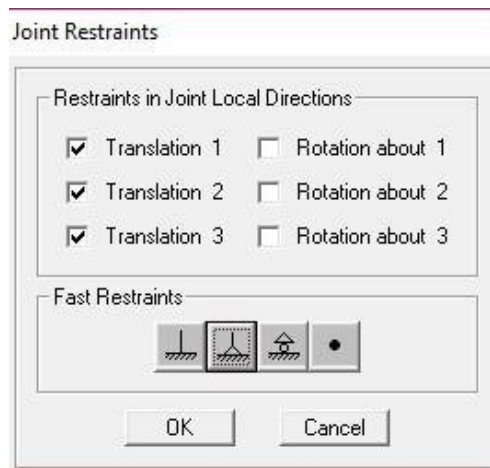 Joint Restraints
Restraints in Joint Local Directions
Translation 1 Rotation about 1
Translation 2 Rotation about 2
Translation 3 Rotation about 3
Fast Restraints
OK Cancel